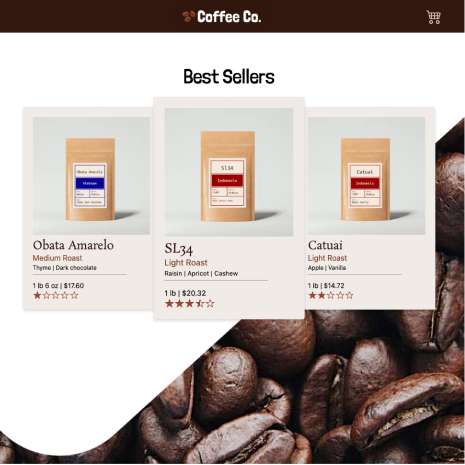 Coffee Co.
Best Sellers
Obata Amarelo
Vietnam
SL34
Indonesia
Catuai
Indonesia
Obata Amarelo
Medium Roast
Thyme | Dark chocolate
1 lb 6 oz | $17.60
SL34
Light Roast
Raisin | Apricot | Cashew
1 lb | $20.32
Catuai
Light Roast
Apple | Vanilla
1 lb | $14.72